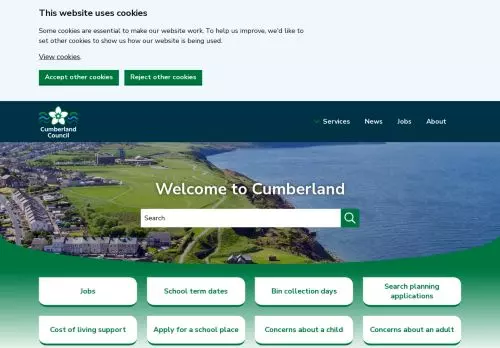 This website uses cookies
Some cookies are essential to make our website work. To help us improve, we'd like to
set other cookies to show us how our website is being used.
View cookies.
Accept other cookies
Reject other cookies
Cumberland
Council
Services
News
Jobs
About
Welcome to Cumberland
Search
Jobs
School term dates
Bin collection days
Search planning
applications
Cost of living support
Apply for a school place
Concerns about a child
Concerns about an adult